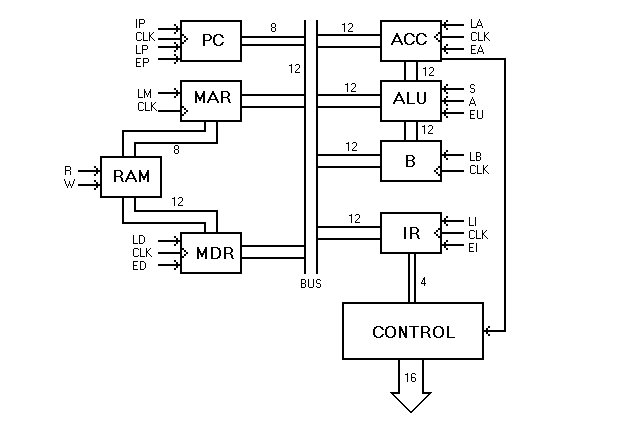 IP
CLK
LP
EP
PC
8
12
12
ACC
LA
CLK
EA
12
LM
CLK
MAR
12
ALU
S
A
EU
8
12
R
W
RAM
12
B
LB
CLK
12
LD
CLK
ED
MDR
12
IR
LI
CLK
EI
BUS
4
CONTROL
16